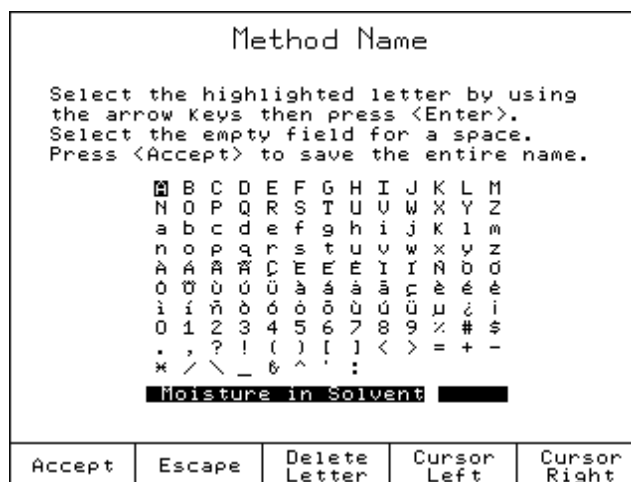 Method Name
Select the highlighted letter by using
the arrow Keys then press <Enter>.
Select the empty field for a space.
Press <Accept> to save the entire name.
A B C D E F G H I J K L M
N O P Q R S T U V W X Y Z
a b c d e f g h i j k l m
n o p q r s t u v w x y z
0 1 2 3 4 5 6 7 8 9 % # $
. , ? ! ( ) [ ] < > = + -
* / \ _ & ^ ' :
Moisture in Solvent
Accept
Escape
Delete
Letter
Cursor
Left
Cursor
Right